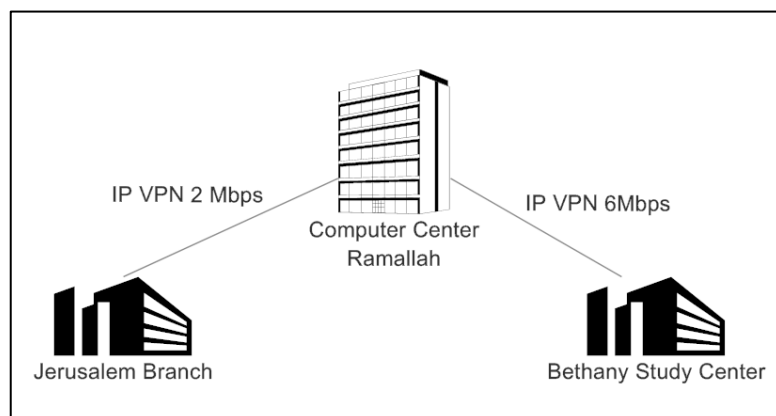 IP VPN 2 Mbps
IP VPN 6Mbps
Computer Center
Ramallah
Jerusalem Branch
Bethany Study Center